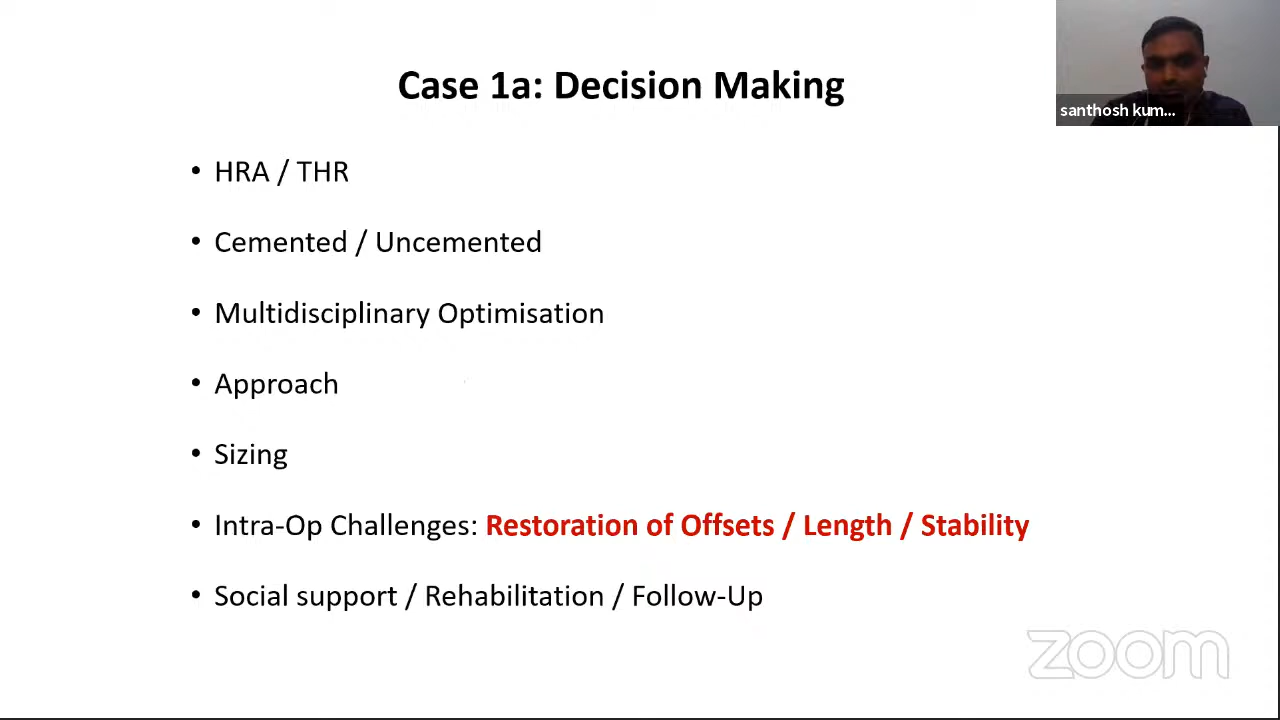 Case 1a: Decision Making
santhosh kum...
• HRA / THR
• Cemented / Uncemented
• Multidisciplinary Optimisation
• Approach
• Sizing
• Intra-Op Challenges: Restoration of Offsets / Length / Stability
• Social support / Rehabilitation / Follow-Up
zoom